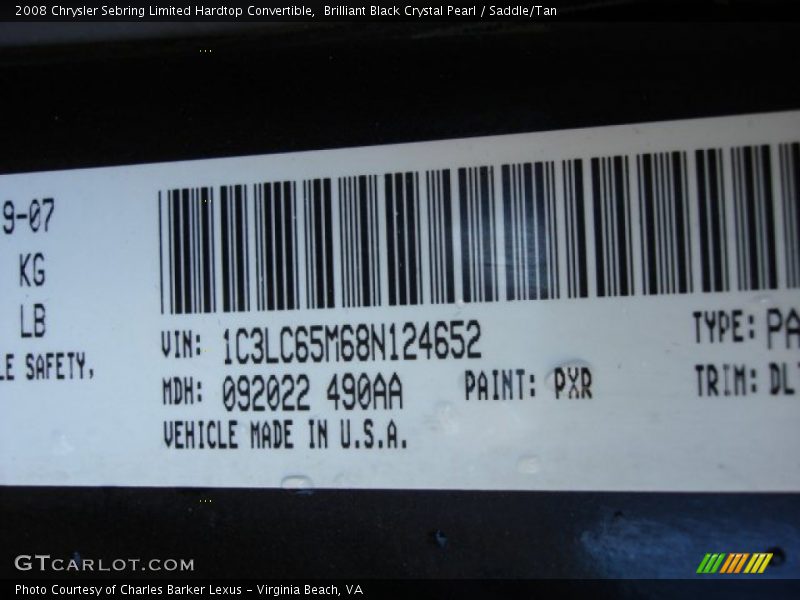 2008 Chrysler Sebring Limited Hardtop Convertible,  Brilliant Black Crystal Pearl / Saddle/Tan
9-07
KG
LB
LE SAFETY.
VIN: 1C3LC65M68N124652
TYPE: PA
MDH: 092022 490AA
PAINT: PXR
TRIM: DL
VEHICLE MADE IN U.S.A.
GTCARLOT.COM
Photo Courtesy of Charles Barker Lexus - Virginia Beach, VA